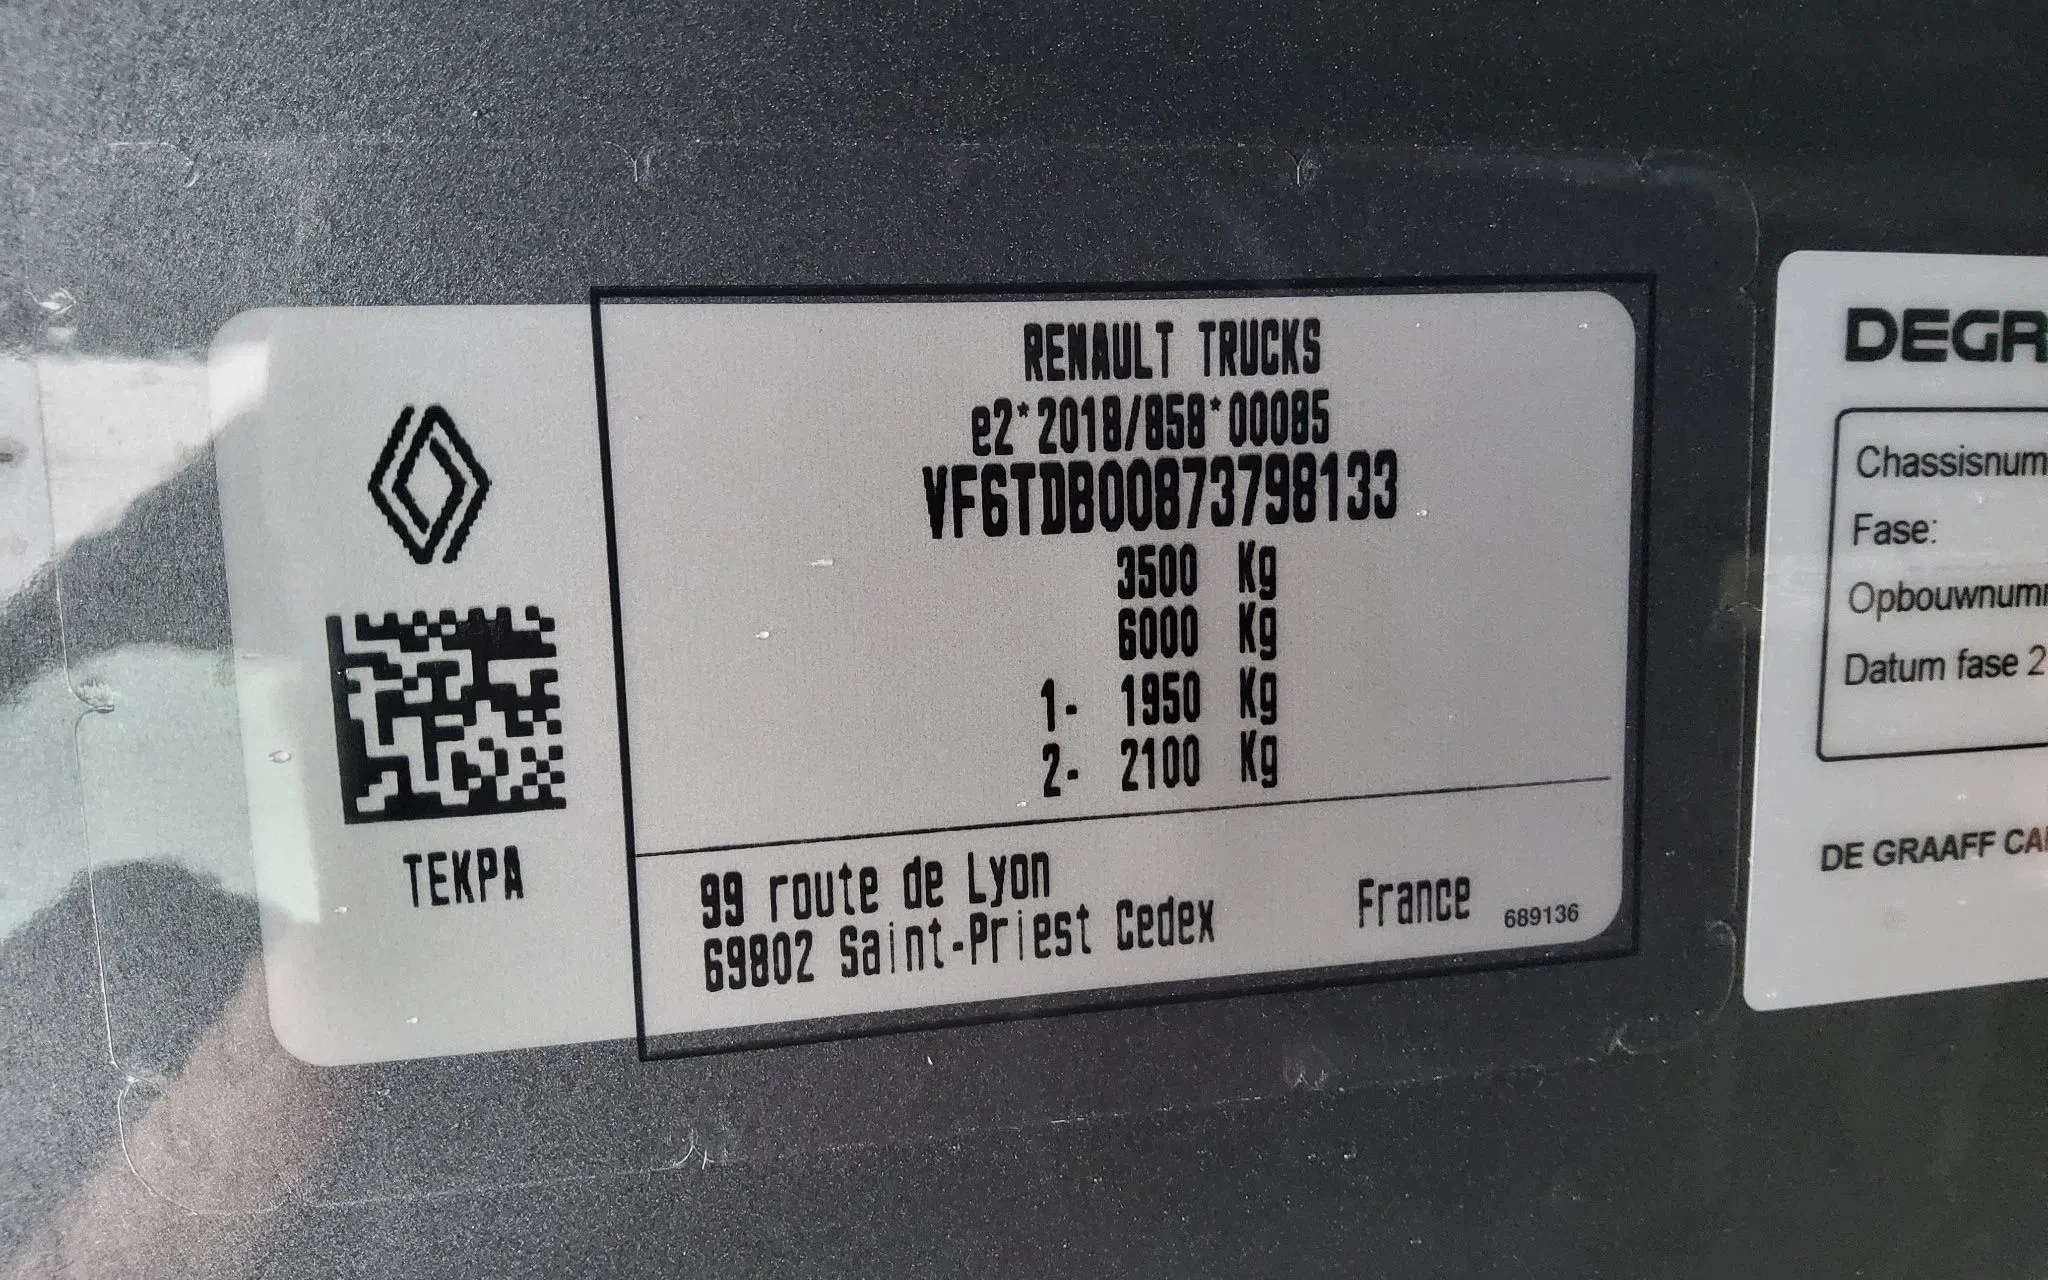 RENAULT TRUCKS
e2*2018/858*00085
VF6TDB00873798133
3500 Kg
6000 Kg
1- 1950 Kg
2- 2100 Kg
TEKPA
99 route de Lyon
69802 Saint-Priest Cedex
France
689136
DEGR
Chassisnum
Fase:
Opbouwnum
Datum fase 2
DE GRAAFF CA